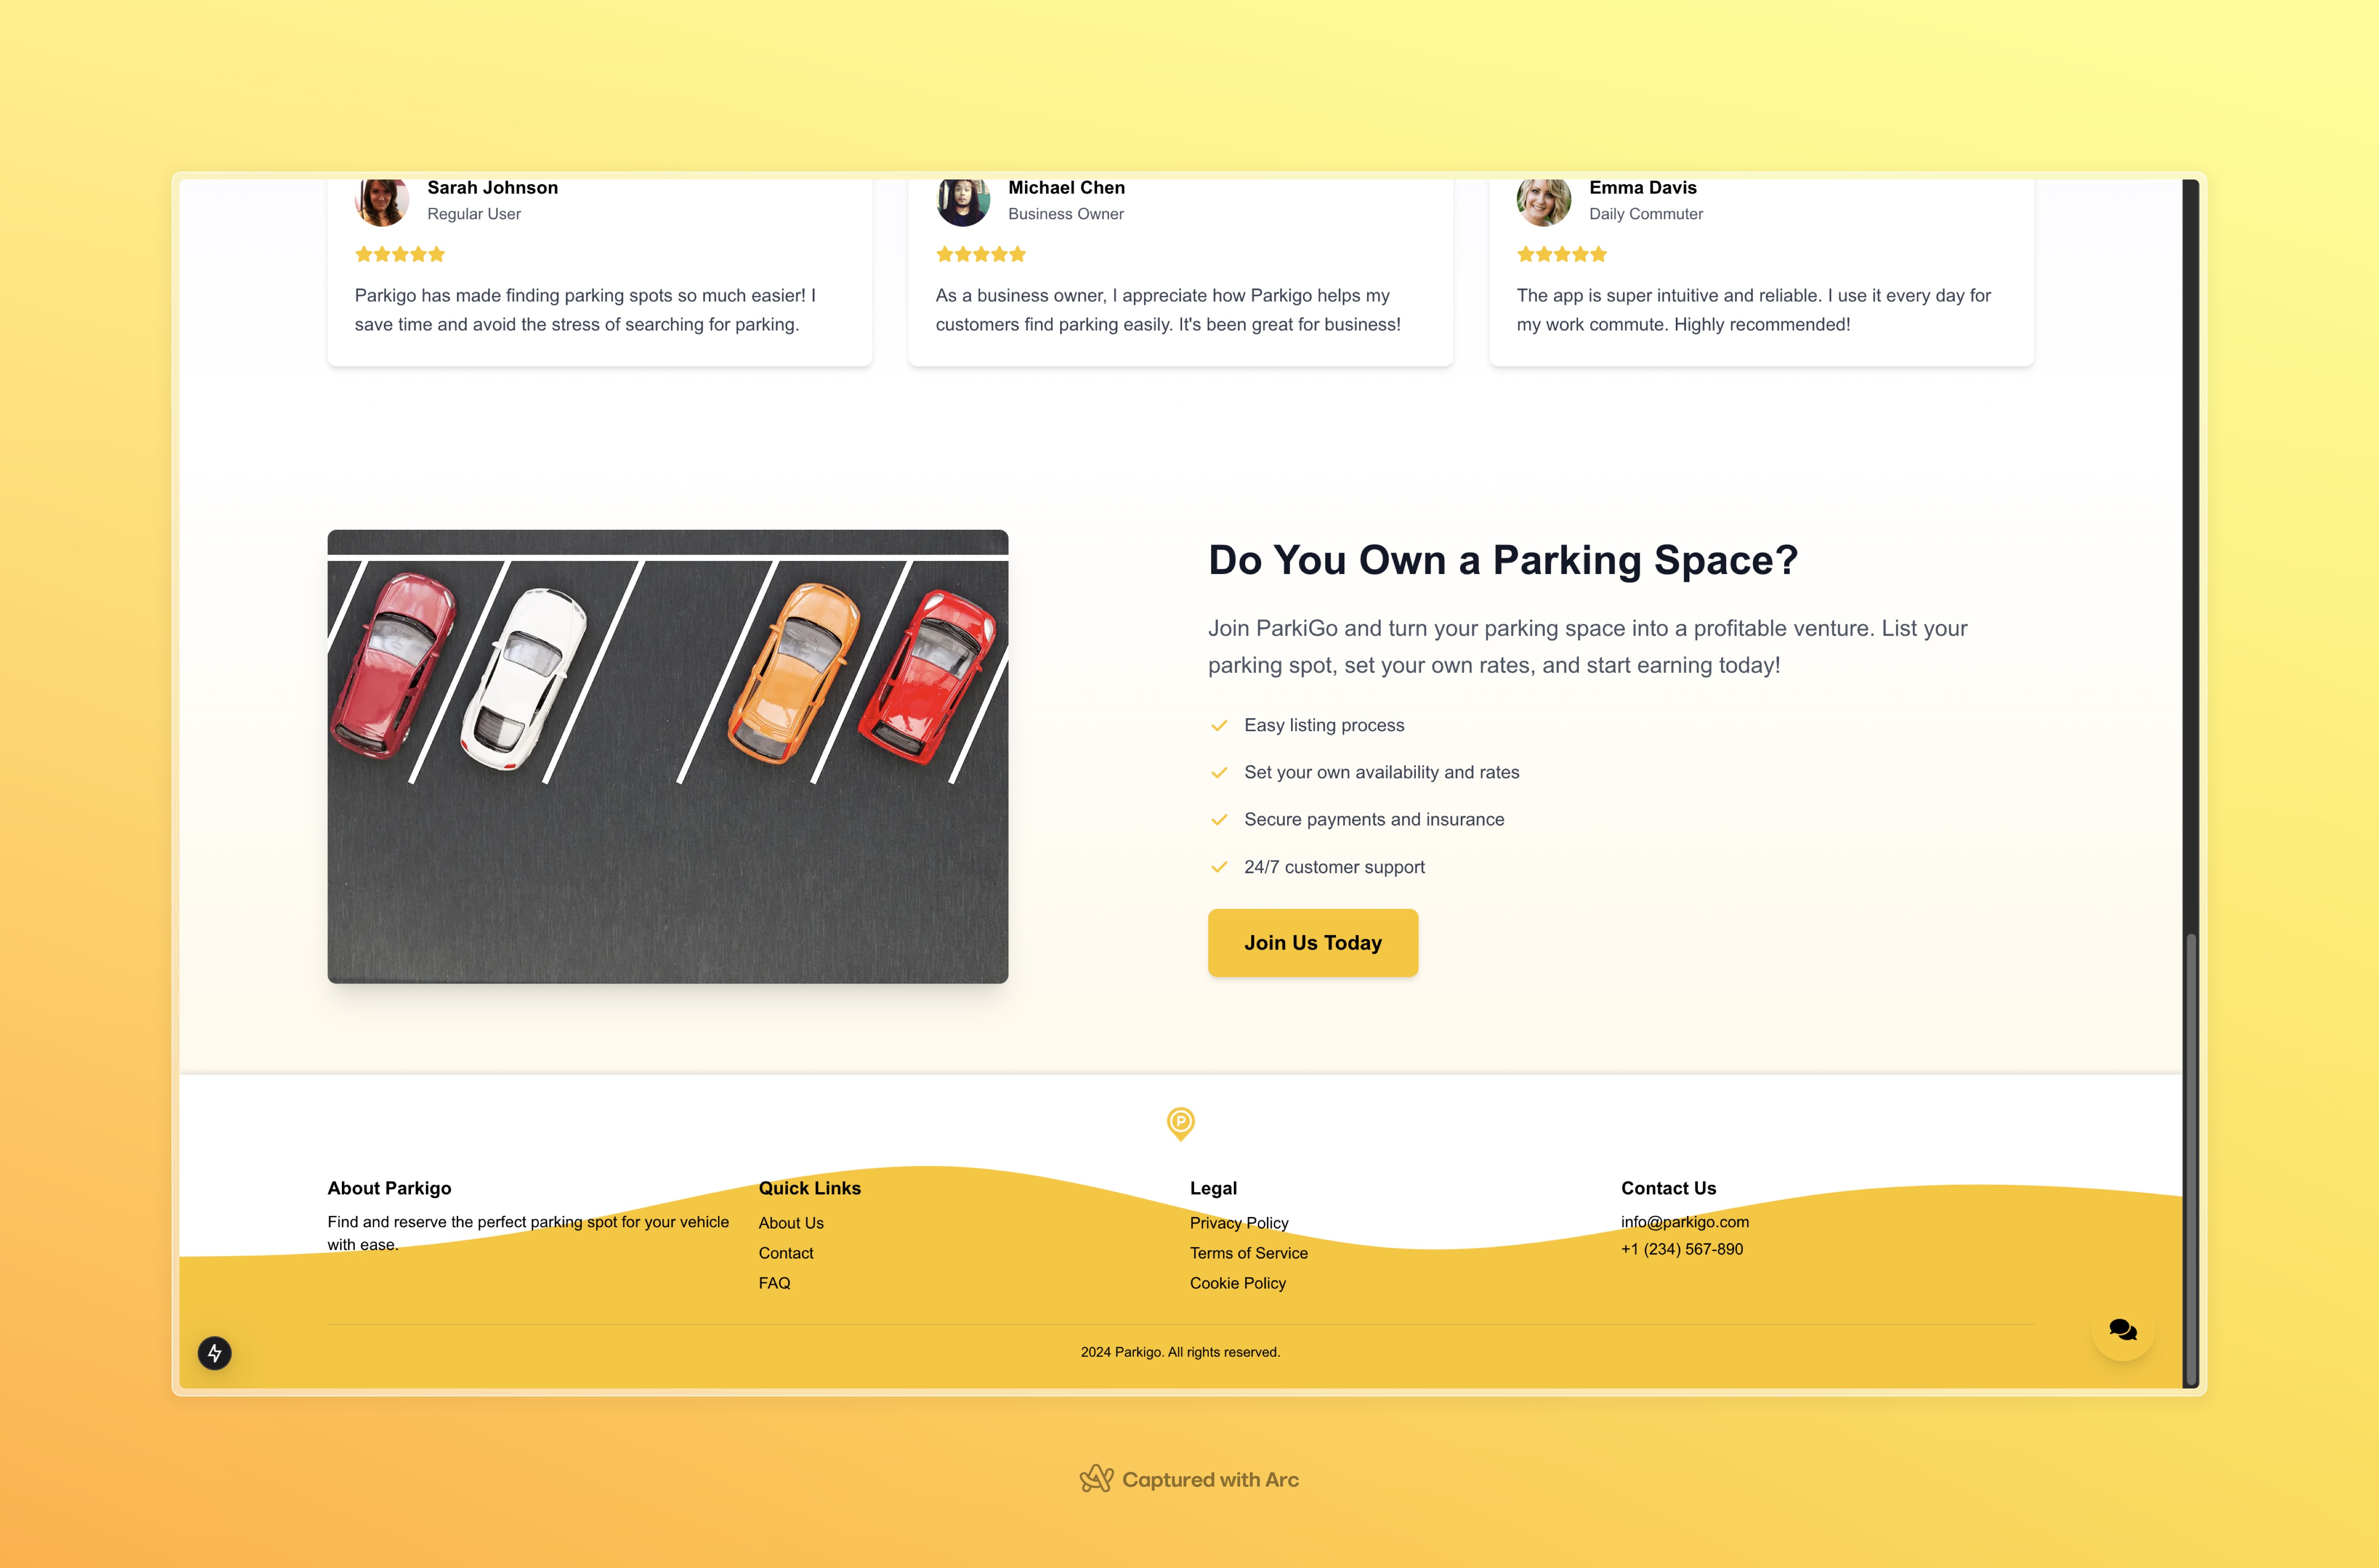 Sarah Johnson
Regular User
Parkigo has made finding parking spots so much easier! I
save time and avoid the stress of searching for parking.
Michael Chen
Business Owner
As a business owner, I appreciate how Parkigo helps my
customers find parking easily. It's been great for business!
Emma Davis
Daily Commuter
The app is super intuitive and reliable. I use it every day for
my work commute. Highly recommended!
Do You Own a Parking Space?
Join ParkiGo and turn your parking space into a profitable venture. List your
parking spot, set your own rates, and start earning today!
Easy listing process
Set your own availability and rates
Secure payments and insurance
24/7 customer support
Join Us Today
P
About Parkigo
Find and reserve the perfect parking spot for your vehicle
with ease.
Quick Links
About Us
Contact
FAQ
Legal
Privacy Policy
Terms of Service
Cookie Policy
Contact Us
info@parkigo.com
+1 (234) 567-890
2024 Parkigo. All rights reserved.
Captured with Arc